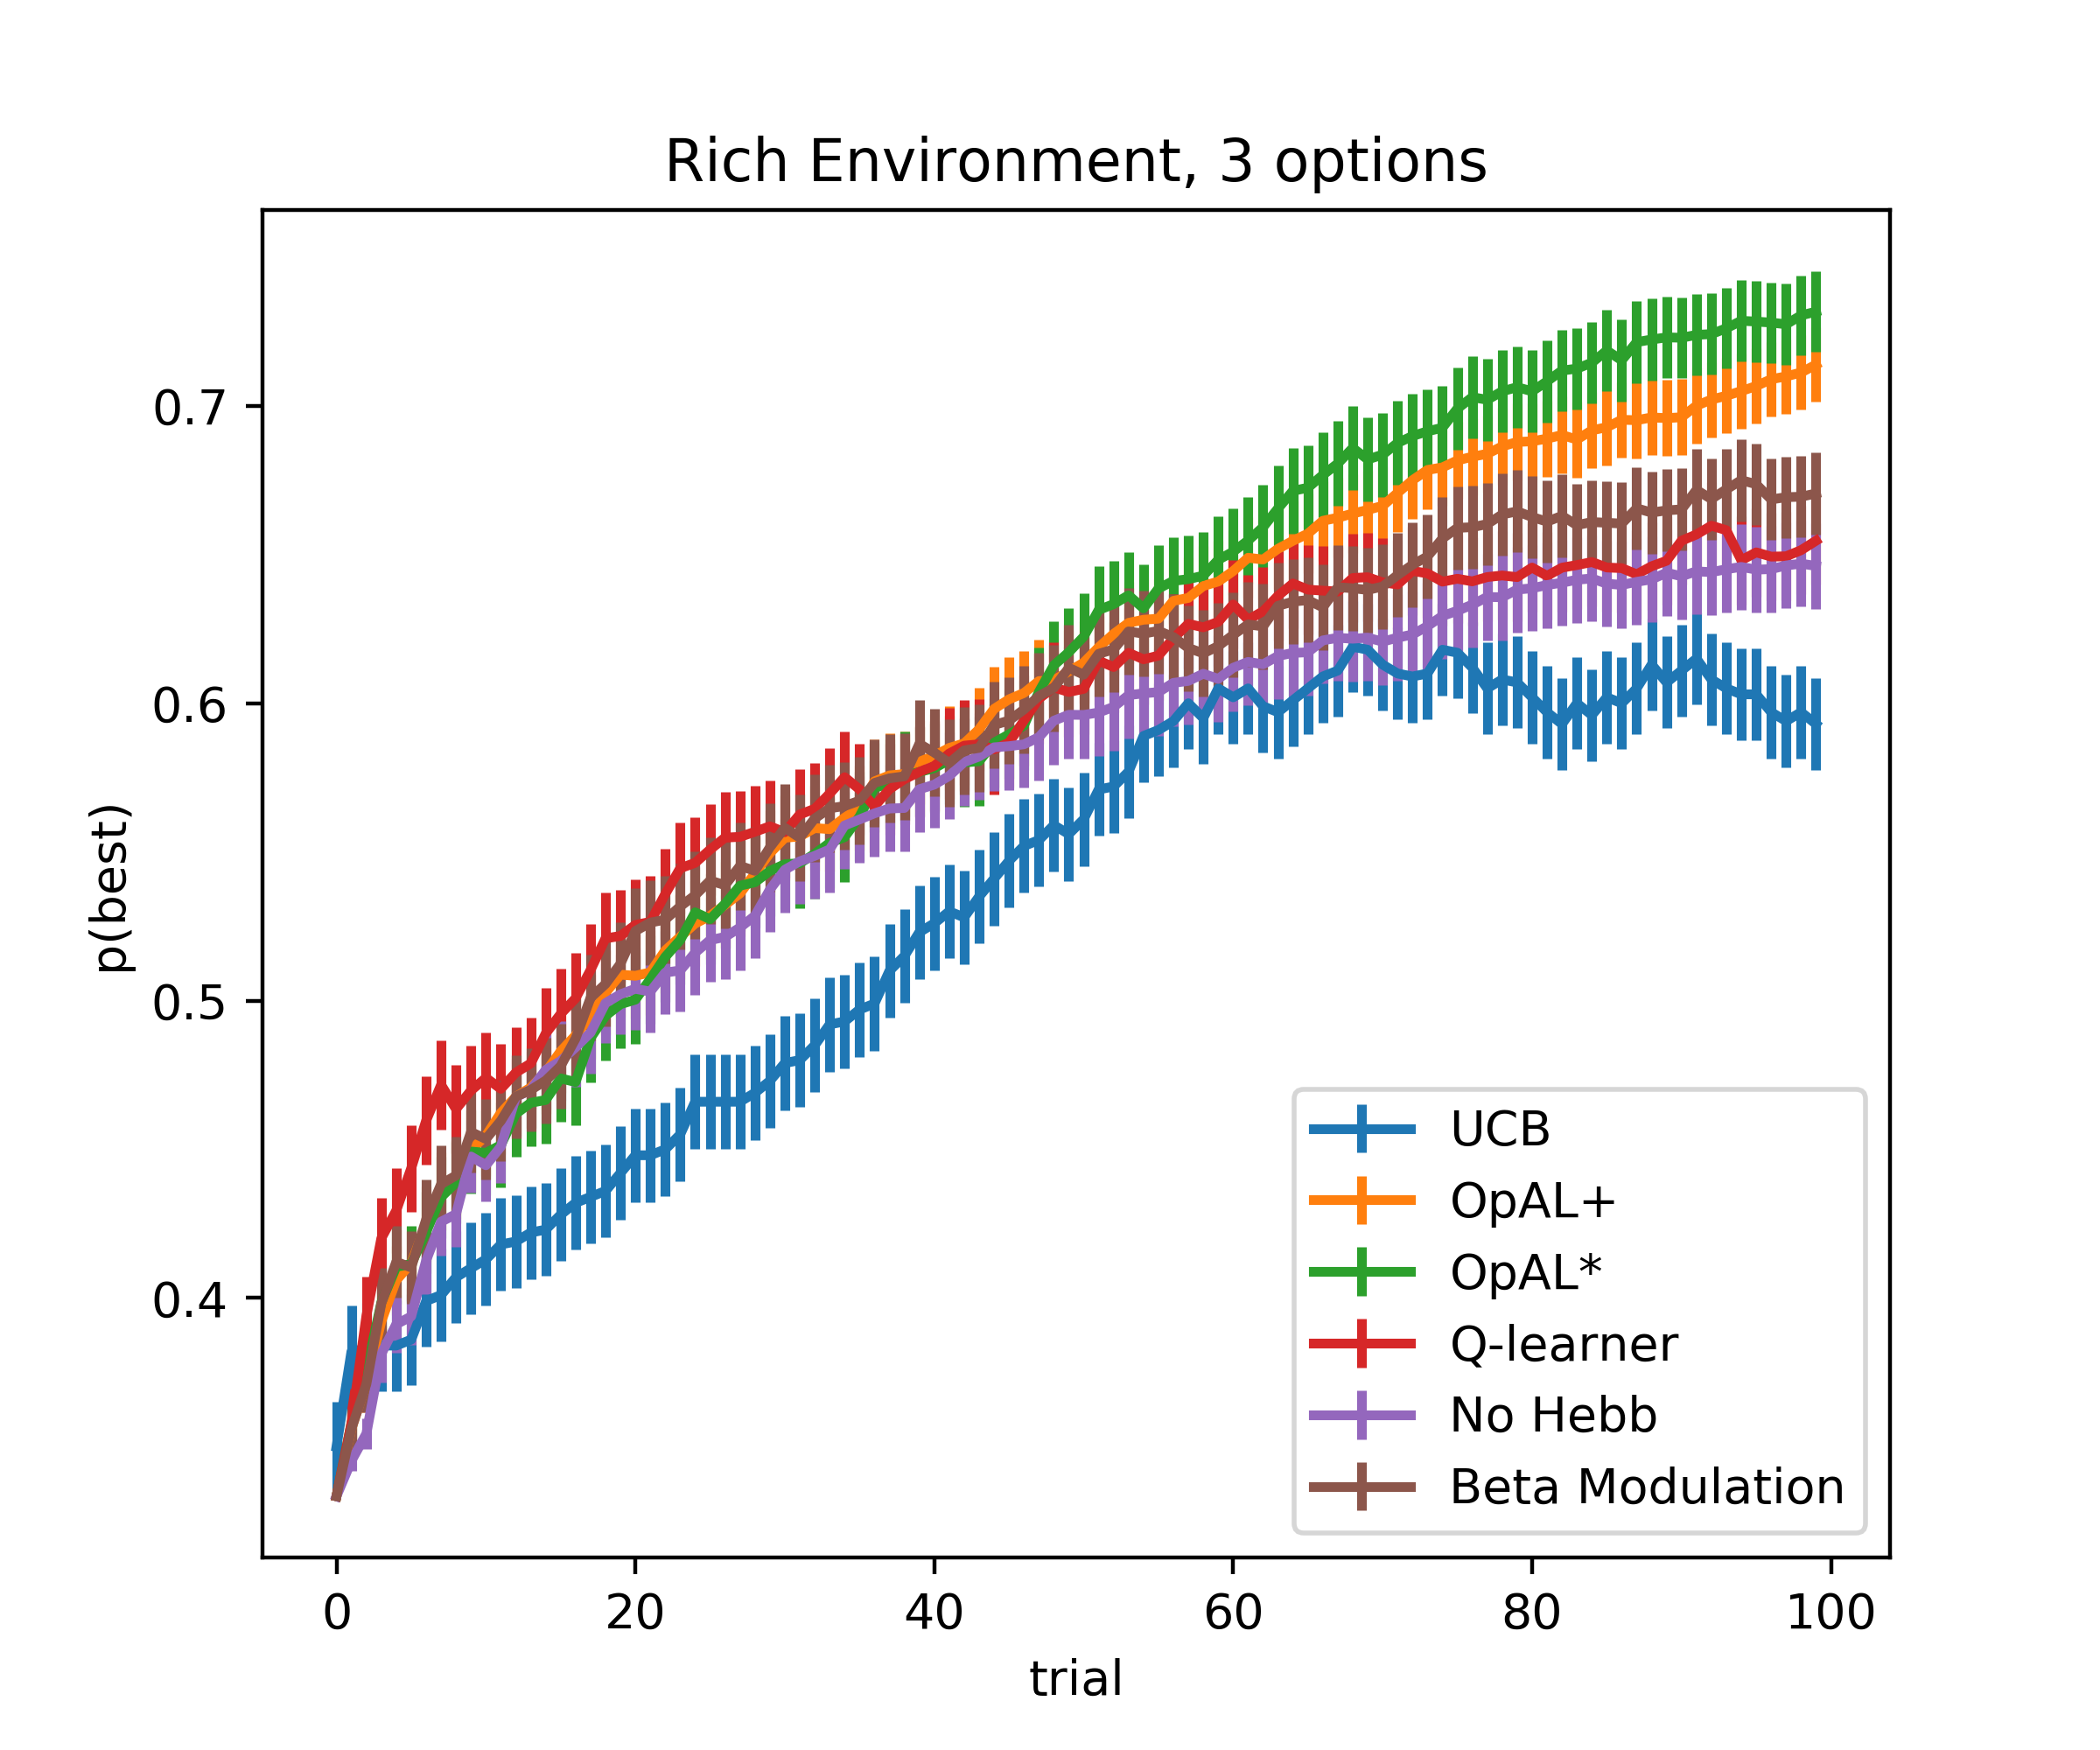 Rich Environment, 3 options
p(best)
0.7
0.6
0.5
0.4
0
20
40
60
80
100
trial
UCB
OpAL+
OpAL*
Q-learner
No Hebb
Beta Modulation